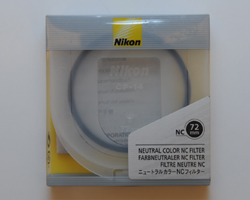 Nikon
NC 72 mm
NEUTRAL COLOR NC FILTER
FARBNEUTRALER NC FILTER
FILTRE NEUTRE NC
ニュートラルカラーNCフィルター